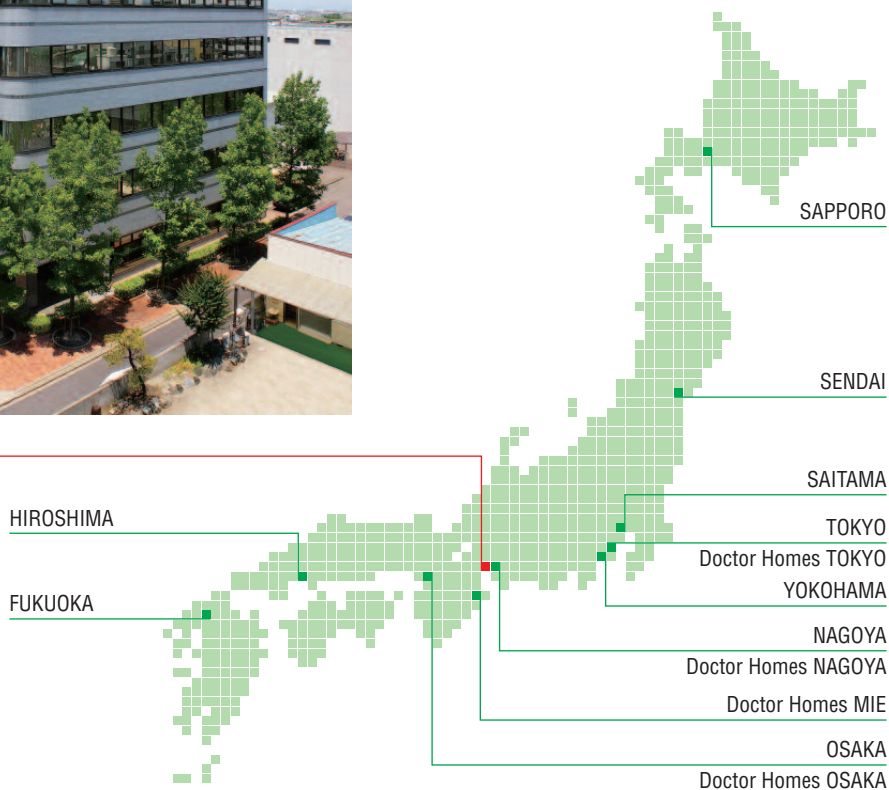 SAPPORO
SENDAI
SAITAMA
HIROSHIMA
TOKYO
Doctor Homes TOKYO
YOKOHAMA
FUKUOKA
NAGOYA
Doctor Homes NAGOYA
Doctor Homes MIE
OSAKA
Doctor Homes OSAKA